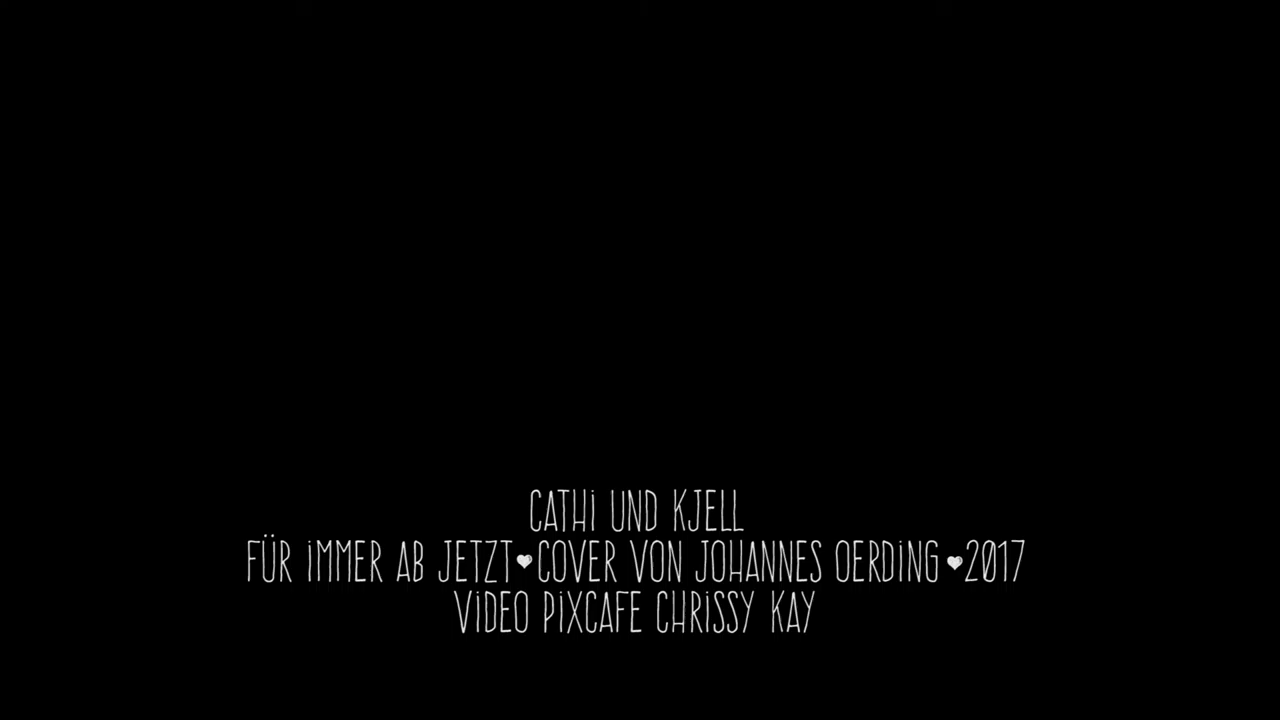 CATHi UND KJELL
FÜR iMMER AB JETZT♥COVER VON JOHANNES OERDiNG♥2017
ViDEO PiXCAFE CHRiSSY KAY